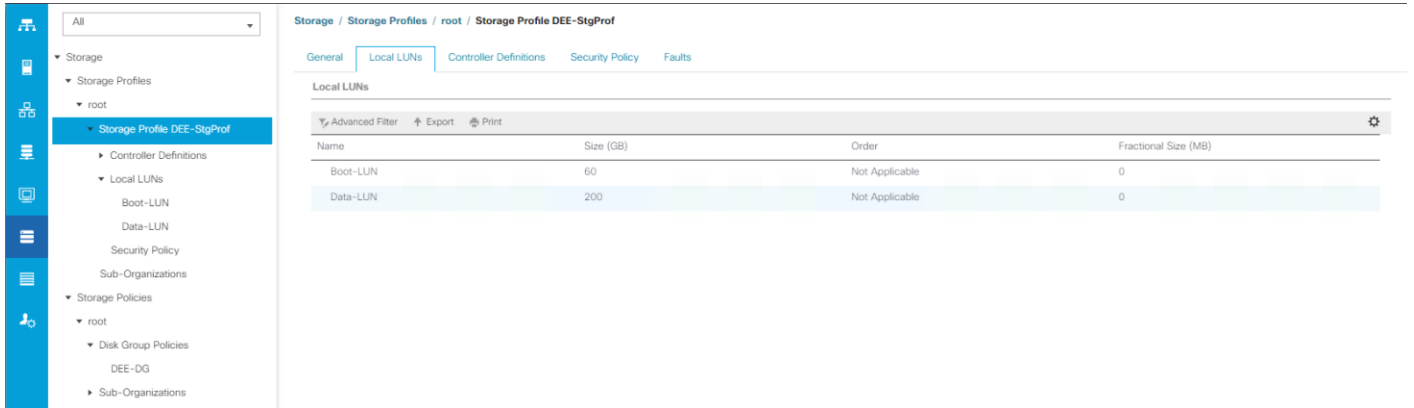 All
Storage / Storage Profiles / root / Storage Profile DEE-StgProf
Storage
Storage Profiles
root
Storage Profile DEE-StgProf
Controller Definitions
Local LUNs
Boot-LUN
Data-LUN
Security Policy
Sub-Organizations
Storage Policies
root
Disk Group Policies
DEE-DG
Sub-Organizations
General Local LUNs Controller Definitions Security Policy Faults
Local LUNs
Advanced Filter Export Print
Name Size (GB) Order Fractional Size (MB)
Boot-LUN 60 Not Applicable 0
Data-LUN 200 Not Applicable 0